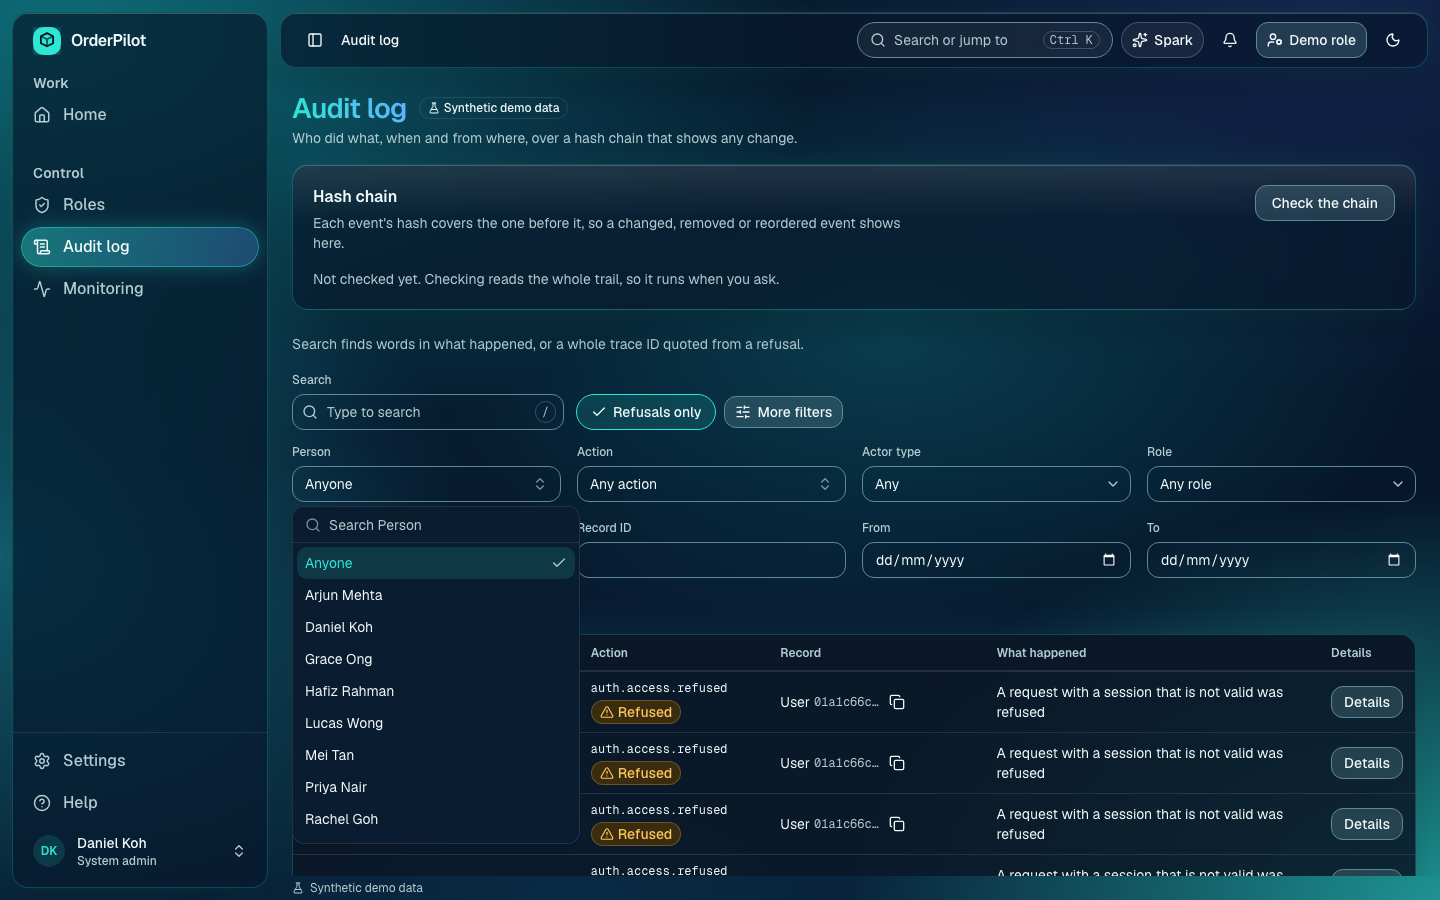 OrderPilot
Work
Home
Control
Roles
Audit log
Monitoring
Settings
Help
DK
Daniel Koh
System admin
Audit log
Search or jump to
Ctrl K
Spark
Demo role
Audit log
Synthetic demo data
Who did what, when and from where, over a hash chain that shows any change.
Hash chain
Check the chain
Each event's hash covers the one before it, so a changed, removed or reordered event shows
here.
Not checked yet. Checking reads the whole trail, so it runs when you ask.
Search finds words in what happened, or a whole trace ID quoted from a refusal.
Search
Type to search
/
Refusals only
More filters
Person
Action
Actor type
Role
Anyone
Any action
Any
Any role
Search Person
Anyone
Arjun Mehta
Daniel Koh
Grace Ong
Hafiz Rahman
Lucas Wong
Mei Tan
Priya Nair
Rachel Goh
Record ID
From
To
dd/mm/yyyy
dd/mm/yyyy
Action
Record
What happened
Details
auth.access.refused
Refused
User 01a1c66c…
A request with a session that is not valid was
refused
Details
auth.access.refused
Refused
User 01a1c66c…
A request with a session that is not valid was
refused
Details
auth.access.refused
Refused
User 01a1c66c…
A request with a session that is not valid was
refused
Details
auth.access.refused
A request with a session that is not valid was
Synthetic demo data